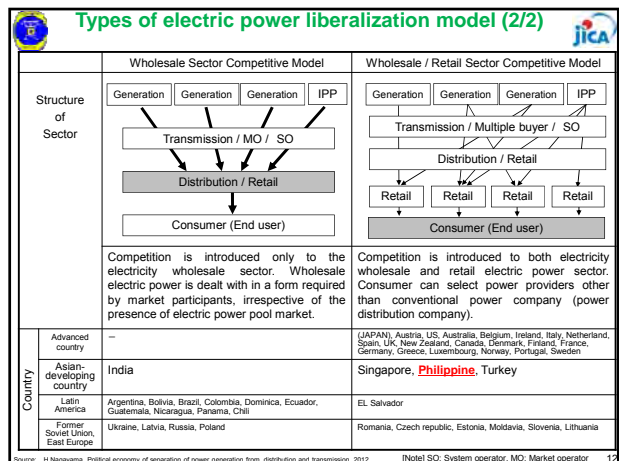 Types of electric power liberalization model (2/2)
jICA
Wholesale Sector Competitive Model
Wholesale / Retail Sector Competitive Model
Structure
of
Sector
Generation Generation Generation IPP
Transmission / MO / SO
Distribution / Retail
Consumer (End user)
Generation Generation Generation IPP
Transmission / Multiple buyer / SO
Distribution / Retail
Retail Retail Retail Retail
Consumer (End user)
Competition is introduced only to the
electricity wholesale sector. Wholesale
electric power is dealt with in a form required
by market participants, irrespective of the
presence of electric power pool market.
Competition is introduced to both electricity
wholesale and retail electric power sector.
Consumer can select power providers other
than conventional power company (power
distribution company).
Country
Advanced
country
–
(JAPAN), Austria, US, Australia, Belgium, Ireland, Italy, Netherland,
Spain, UK, New Zealand, Canada, Denmark, Finland, France,
Germany, Greece, Luxembourg, Norway, Portugal, Sweden
Asian-
developing
country
India
Singapore, Philippine, Turkey
Latin
America
Argentina, Bolivia, Brazil, Colombia, Dominica, Ecuador,
Guatemala, Nicaragua, Panama, Chili
EL Salvador
Former
Soviet Union,
East Europe
Ukraine, Latvia, Russia, Poland
Romania, Czech republic, Estonia, Moldavia, Slovenia, Lithuania
Source: H.Nagayama, Political economy of separation of power generation from distribution and transmission, 2012
[Note] SO: System operator, MO: Market operator
12